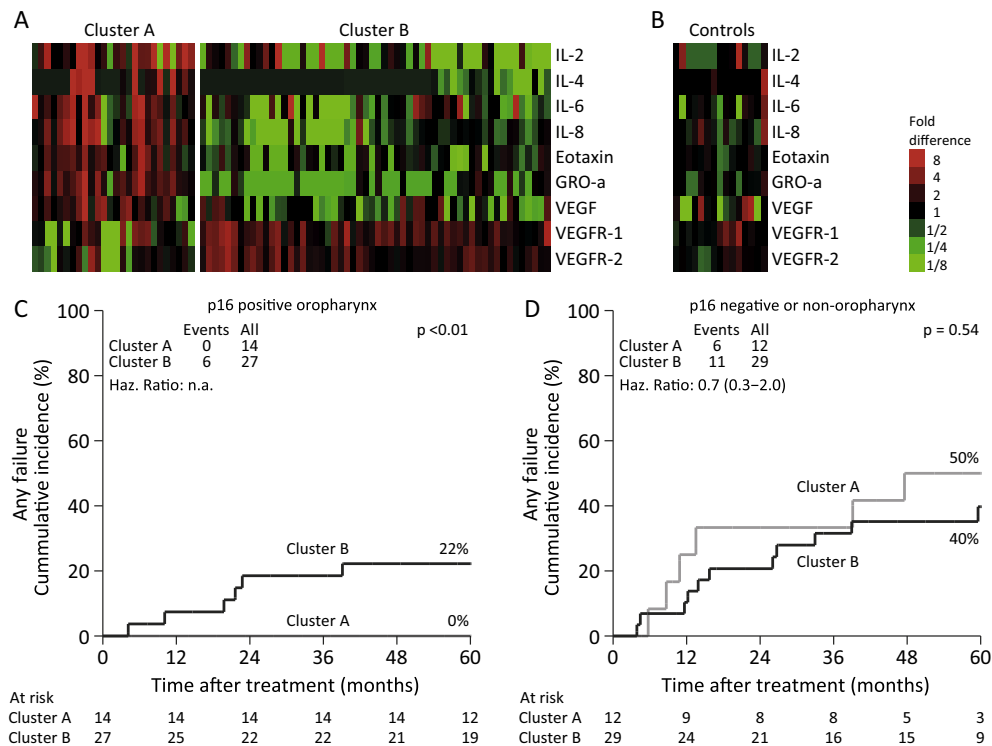 A
Cluster A
Cluster B
IL-2
IL-4
IL-6
IL-8
Eotaxin
GRO-a
VEGF
VEGFR-1
VEGFR-2
B
Controls
IL-2
IL-4
IL-6
IL-8
Eotaxin
GRO-a
VEGF
VEGFR-1
VEGFR-2
Fold
difference
8
4
2
1
1/2
1/4
1/8
C
p16 positive oropharynx
Events All
Cluster A 0 14
Cluster B 6 27
Haz. Ratio: n.a.
p <0.01
Any failure
Cummulative incidence (%)
100
80
60
40
20
0
Cluster B
22%
Cluster A
0%
0 12 24 36 48 60
Time after treatment (months)
At risk
Cluster A 14 14 14 14 14 12
Cluster B 27 25 22 22 21 19
D
p16 negative or non-oropharynx
Events All
Cluster A 6 12
Cluster B 11 29
Haz. Ratio: 0.7 (0.3–2.0)
p = 0.54
Any failure
Cummulative incidence (%)
100
80
60
40
20
0
50%
Cluster A
40%
Cluster B
0 12 24 36 48 60
Time after treatment (months)
At risk
Cluster A 12 9 8 8 5 3
Cluster B 29 24 21 16 15 9